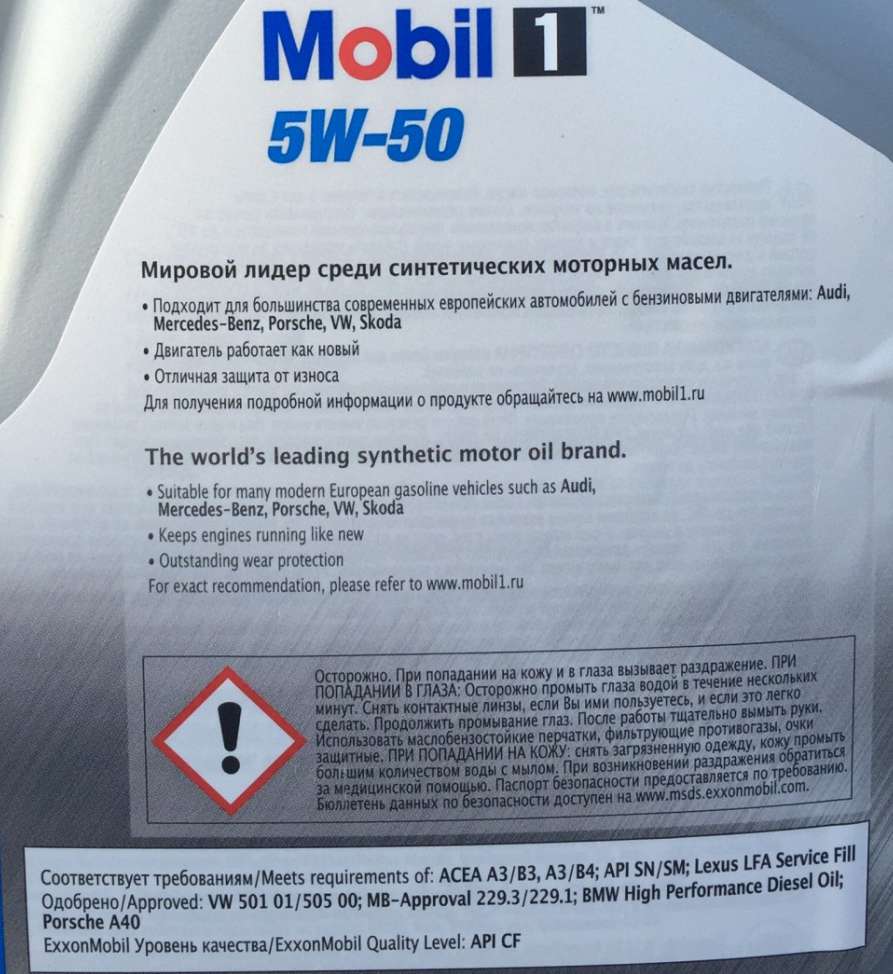 Mobil 1™
5W-50
Мировой лидер среди синтетических моторных масел.
• Подходит для большинства современных европейских автомобилей с бензиновыми двигателями: Audi,
Mercedes-Benz, Porsche, VW, Skoda
• Двигатель работает как новый
• Отличная защита от износа
Для получения подробной информации о продукте обращайтесь на www.mobil1.ru
The world's leading synthetic motor oil brand.
• Suitable for many modern European gasoline vehicles such as Audi,
Mercedes-Benz, Porsche, VW, Skoda
• Keeps engines running like new
• Outstanding wear protection
For exact recommendation, please refer to www.mobil1.ru
Осторожно. При попадании на кожу и в глаза вызывает раздражение. ПРИ
ПОПАДАНИИ В ГЛАЗА: Осторожно промыть глаза водой в течение нескольких
минут. Снять контактные линзы, если Вы ими пользуетесь, и если это легко
сделать. Продолжить промывание глаз. После работы тщательно вымыть руки.
Использовать маслобензостойкие перчатки, фильтрующие противогазы, очки
защитные. ПРИ ПОПАДАНИИ НА КОЖУ: снять загрязненную одежду, кожу промыть
большим количеством воды с мылом. При возникновений раздражения обратиться
за медицинской помощью. Паспорт безопасности предоставляется по требованию.
Бюллетень данных по безопасности доступен на www.msds.exxonmobil.com.
Соответствует требованиям/Meets requirements of: ACEA A3/B3, A3/B4; API SN/SM; Lexus LFA Service Fill
Одобрено/Approved: VW 501 01/505 00; MB-Approval 229.3/229.1; BMW High Performance Diesel Oil;
Porsche A40
ExxonMobil Уровень качества/ExxonMobil Quality Level: API CF